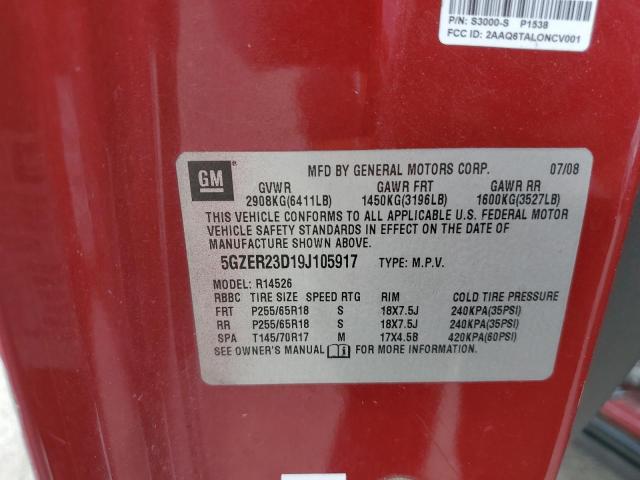 P/N: S3000-S P1538
FCC ID: 2AAQ6TALONCV001
GM MFD BY GENERAL MOTORS CORP. 07/08
GVWR GAWR FRT GAWR RR
2908KG(6411LB) 1450KG(3196LB) 1600KG(3527LB)
THIS VEHICLE CONFORMS TO ALL APPLICABLE U.S. FEDERAL MOTOR
VEHICLE SAFETY STANDARDS IN EFFECT ON THE DATE OF
MANUFACTURE SHOWN ABOVE.
5GZER23D19J105917 TYPE: M.P.V.
MODEL: R14526
RBBC TIRE SIZE SPEED RTG RIM COLD TIRE PRESSURE
FRT P255/65R18 S 18X7.5J 240KPA(35PSI)
RR P255/65R18 S 18X7.5J 240KPA(35PSI)
SPA T145/70R17 M 17X4.5B 420KPA(60PSI)
SEE OWNER'S MANUAL FOR MORE INFORMATION.